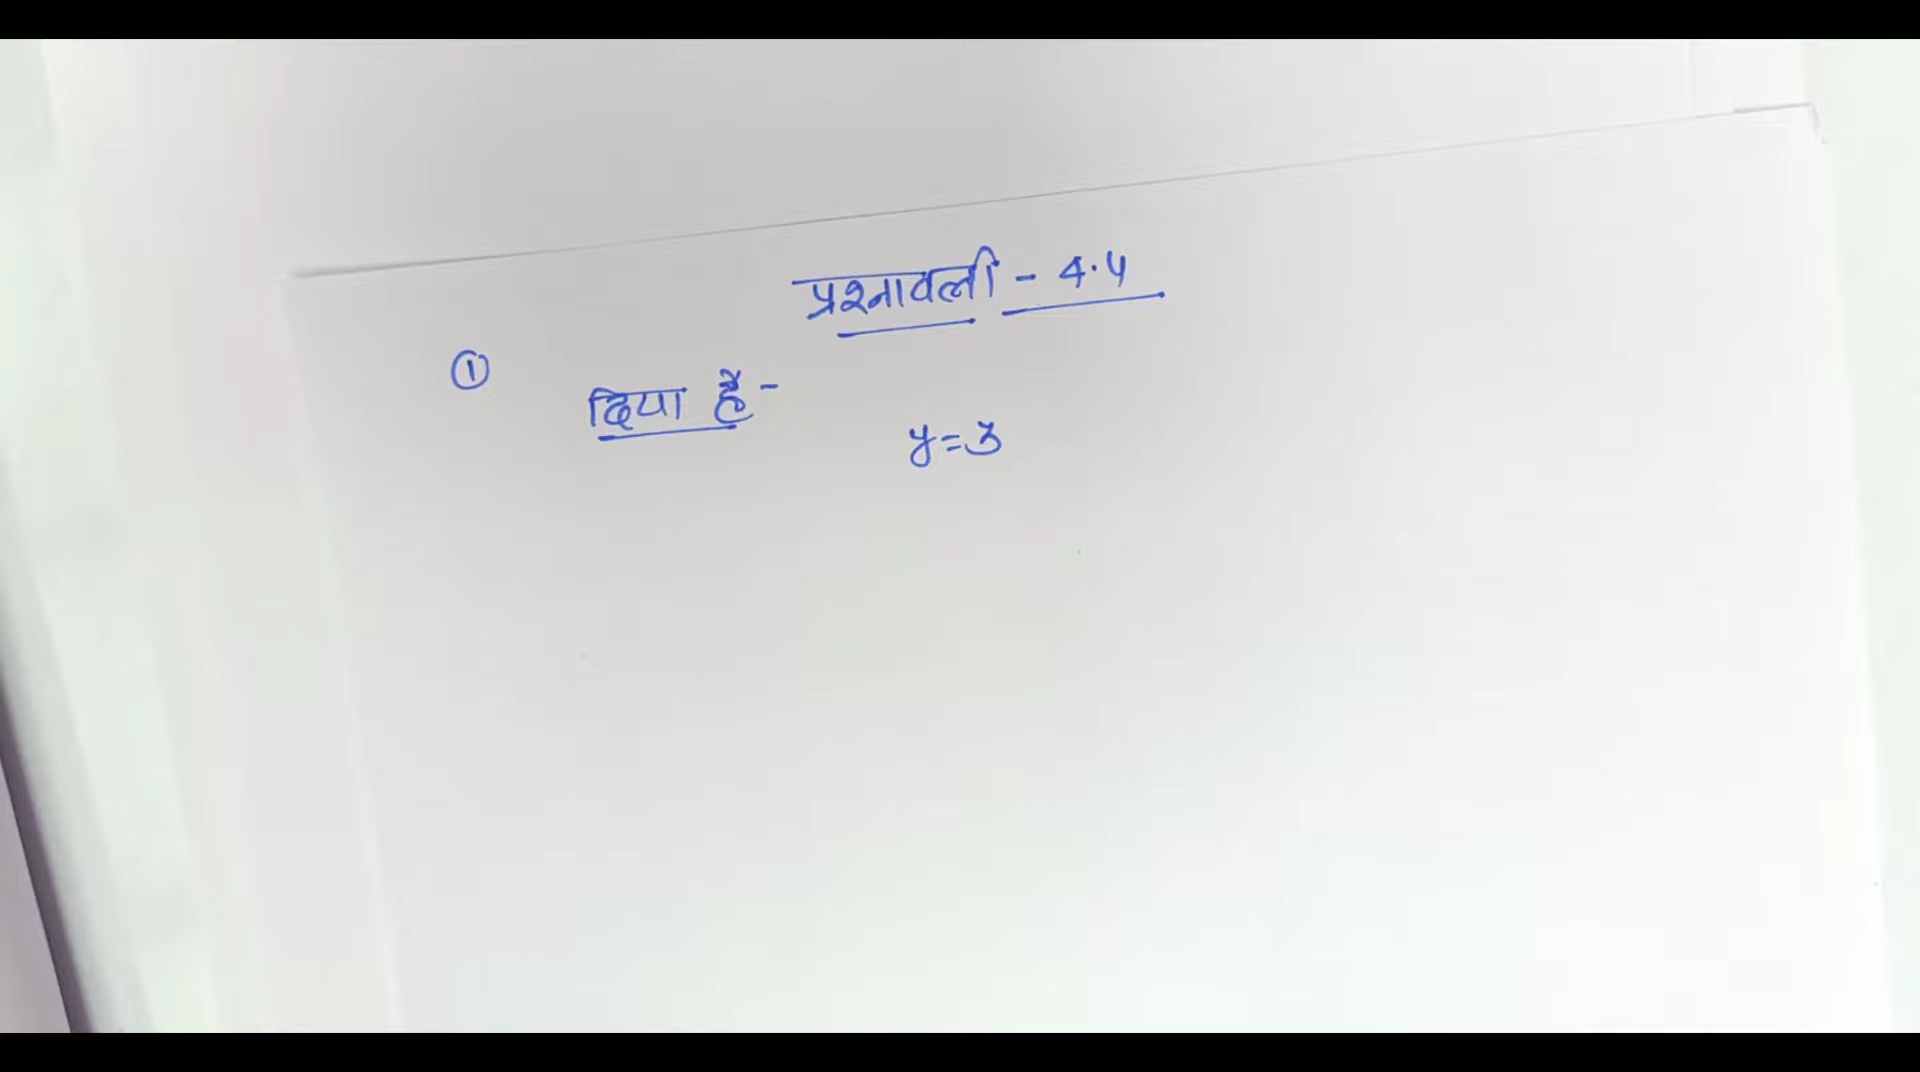 प्रश्नावली - 4.4
①
दिया है -
y = 3